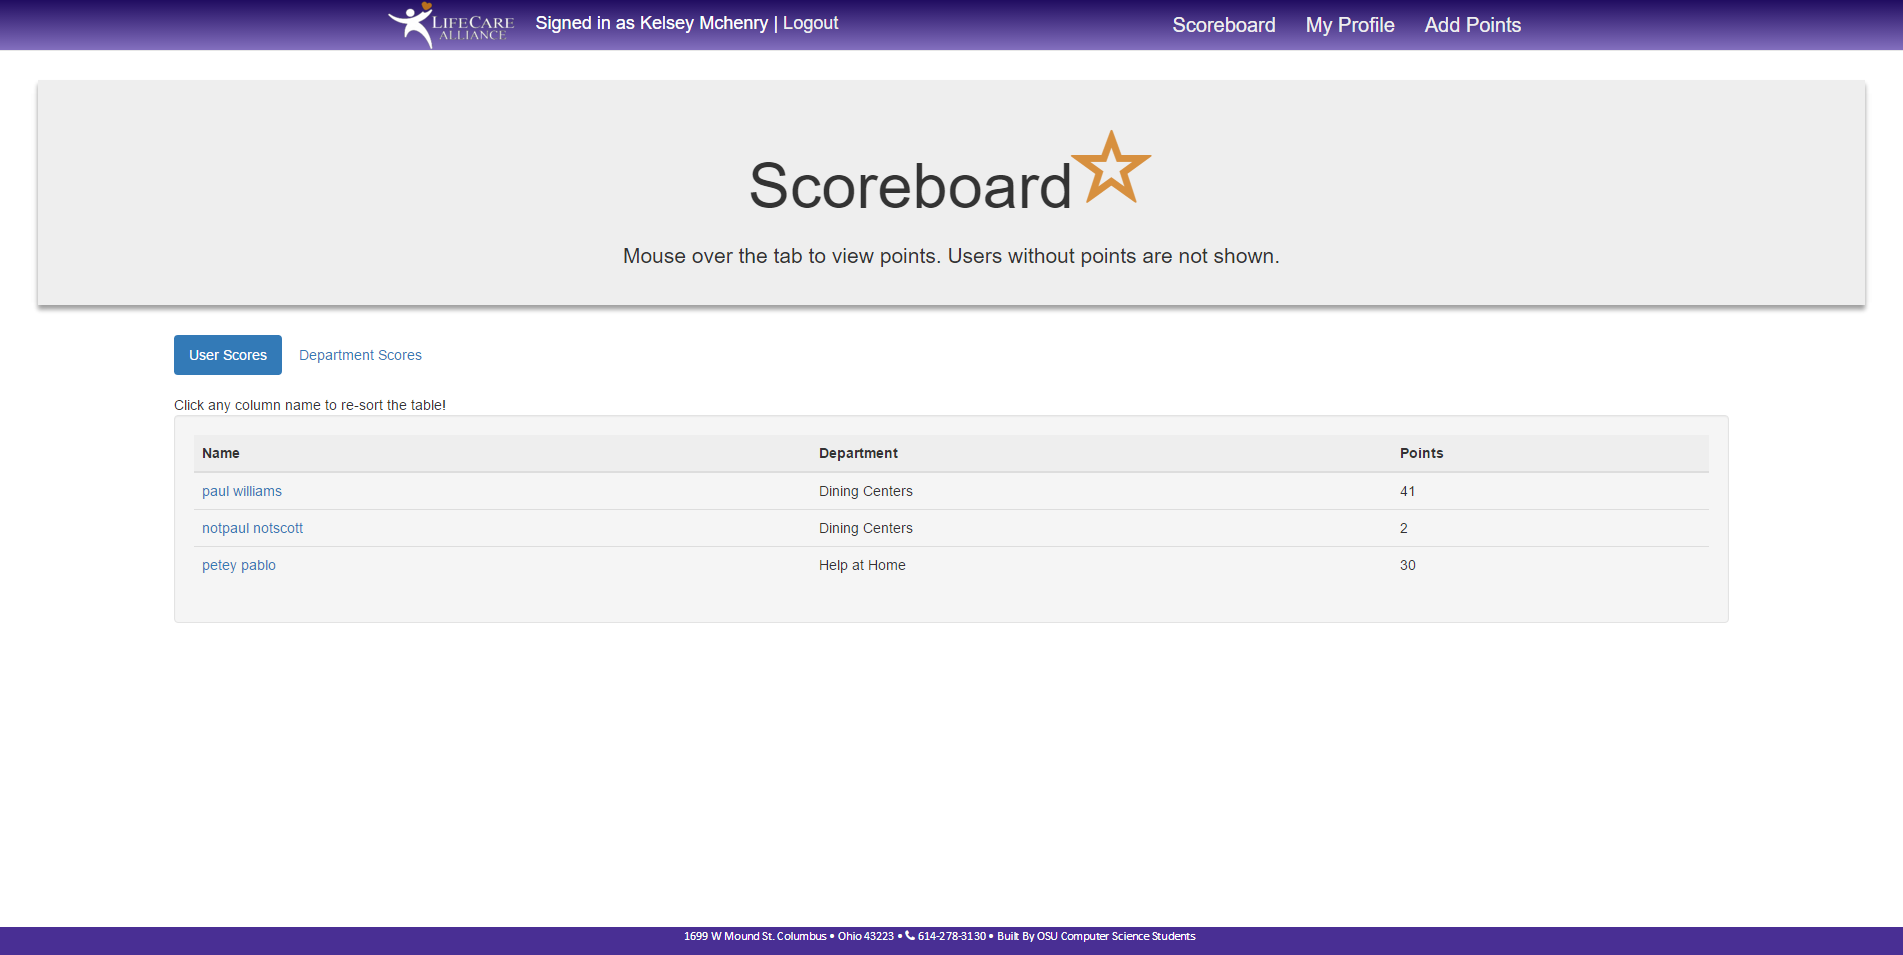 LIFECARE
ALLIANCE
Signed in as Kelsey Mchenry | Logout
Scoreboard My Profile Add Points
Scoreboard
Mouse over the tab to view points. Users without points are not shown.
User Scores Department Scores
Click any column name to re-sort the table!
Name Department Points
paul williams Dining Centers 41
notpaul notscott Dining Centers 2
petey pablo Help at Home 30
1699 W Mound St. Columbus • Ohio 43223 • 614-278-3130 • Built By OSU Computer Science Students